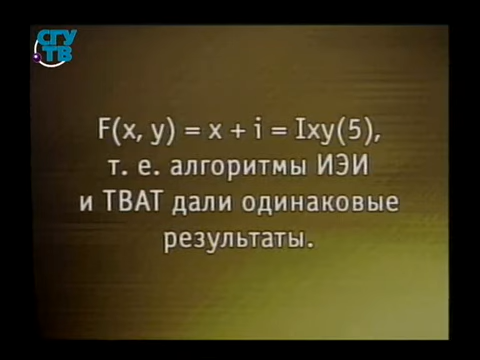 СГУ
ТВ
F(x, y) = x + i = Ixy(5),
т. е. алгоритмы ИЭИ
и ТВАТ дали одинаковые
результаты.